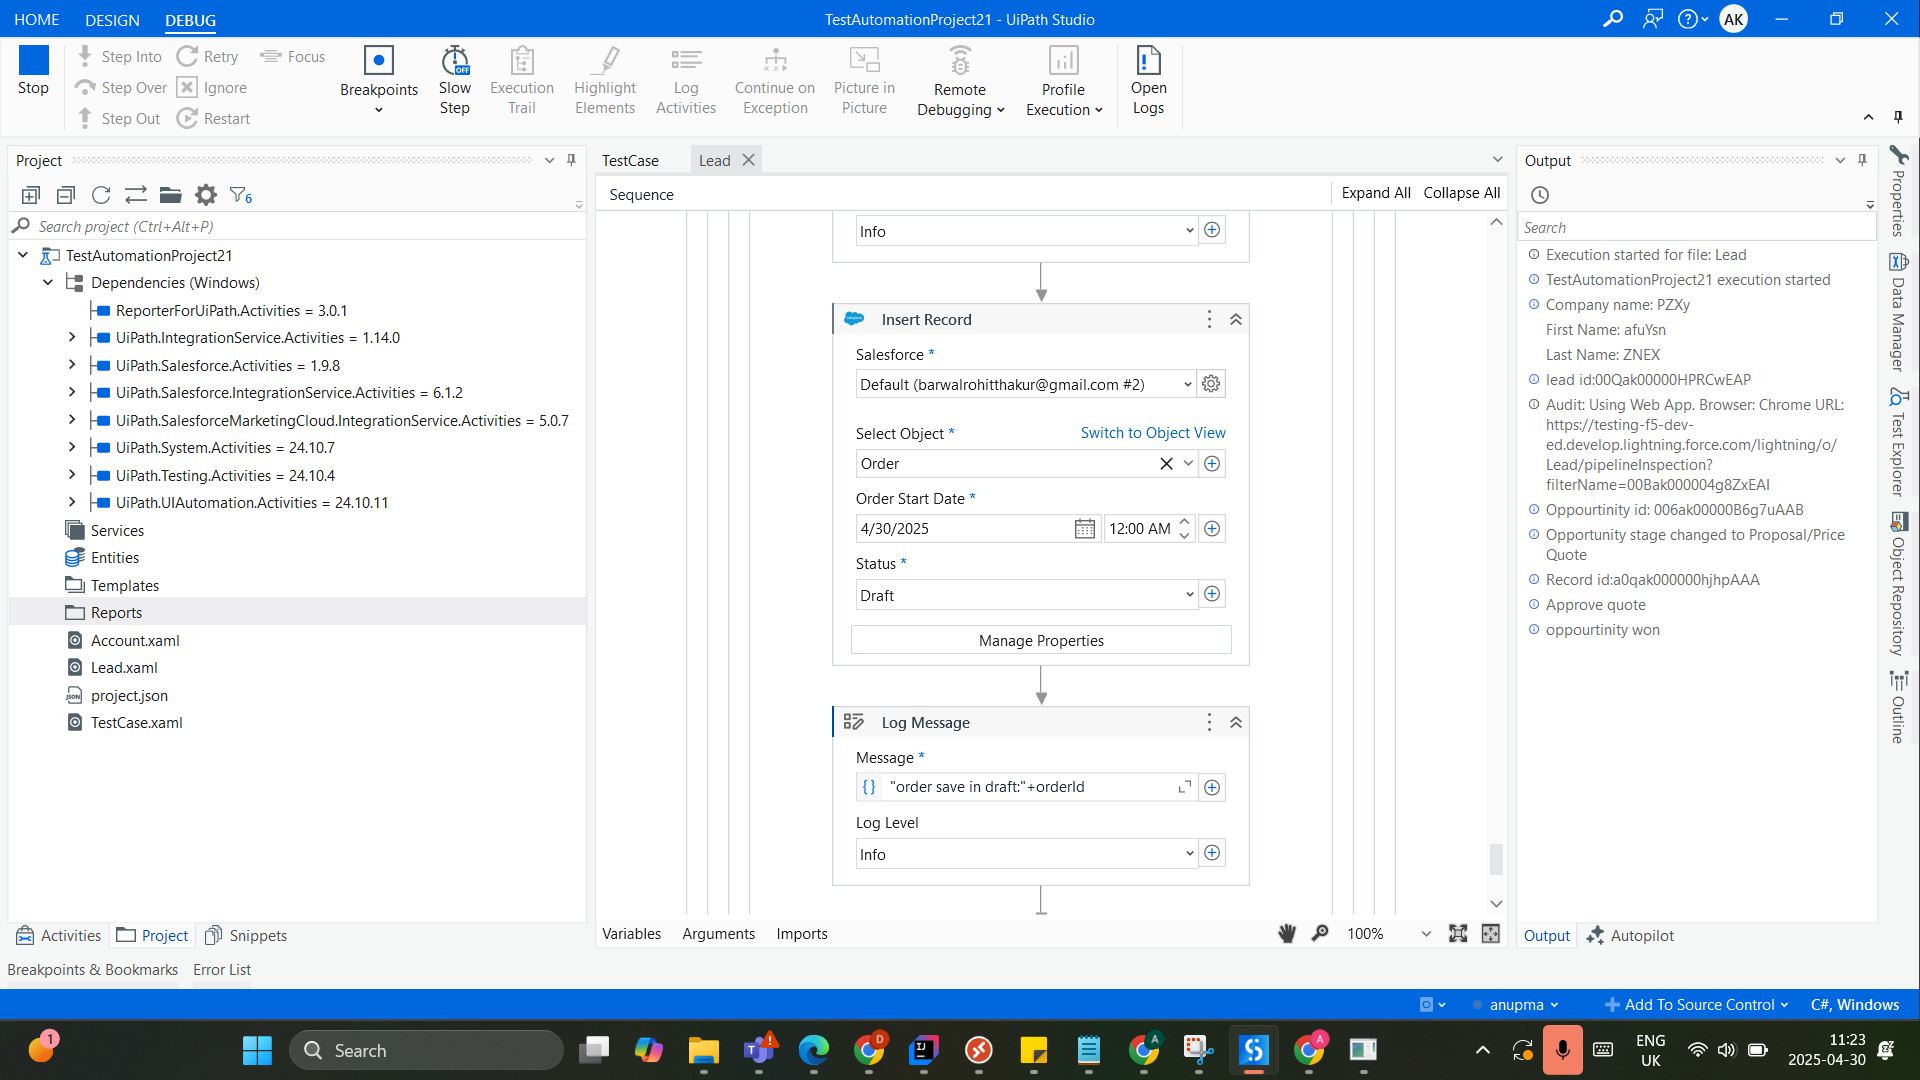 HOME
DESIGN
DEBUG
TestAutomationProject21 - UiPath Studio
AK
Stop
Step Into
Step Over
Step Out
Retry
Ignore
Restart
Focus
Breakpoints
OFF
Slow
Step
Execution
Trail
Highlight
Elements
Log
Activities
Continue on
Exception
Picture in
Picture
Remote
Debugging
Profile
Execution
Open
Logs
Project
6
Search project (Ctrl+Alt+P)
TestAutomationProject21
Dependencies (Windows)
ReporterForUiPath.Activities = 3.0.1
UiPath.IntegrationService.Activities = 1.14.0
UiPath.Salesforce.Activities = 1.9.8
UiPath.Salesforce.IntegrationService.Activities = 6.1.2
UiPath.SalesforceMarketingCloud.IntegrationService.Activities = 5.0.7
UiPath.System.Activities = 24.10.7
UiPath.Testing.Activities = 24.10.4
UiPath.UIAutomation.Activities = 24.10.11
Services
Entities
Templates
Reports
Account.xaml
Lead.xaml
project.json
TestCase.xaml
Activities
Project
Snippets
Breakpoints & Bookmarks
Error List
TestCase
Lead
Sequence
Expand All
Collapse All
Info
Insert Record
Salesforce *
Default (barwalrohitthakur@gmail.com #2)
Select Object *
Switch to Object View
Order
Order Start Date *
4/30/2025
12:00 AM
Status *
Draft
Manage Properties
Log Message
Message *
{} "order save in draft:"+orderId
Log Level
Info
Variables
Arguments
Imports
100%
Output
Search
Execution started for file: Lead
TestAutomationProject21 execution started
Company name: PZXy
First Name: afuYsn
Last Name: ZNEX
lead id:00Qak00000HPRCwEAP
Audit: Using Web App. Browser: Chrome URL:
https://testing-f5-dev-
ed.develop.lightning.force.com/lightning/o/
Lead/pipelineInspection?
filterName=00Bak000004g8ZxEAI
Oppourtinity id: 006ak00000B6g7uAAB
Opportunity stage changed to Proposal/Price
Quote
Record id:a0qak000000hjhpAAA
Approve quote
oppourtinity won
Output
Autopilot
Properties
Data Manager
Test Explorer
Object Repository
Outline
anupma
Add To Source Control
C#, Windows
1
Search
D
A
A
ENG
UK
11:23
2025-04-30